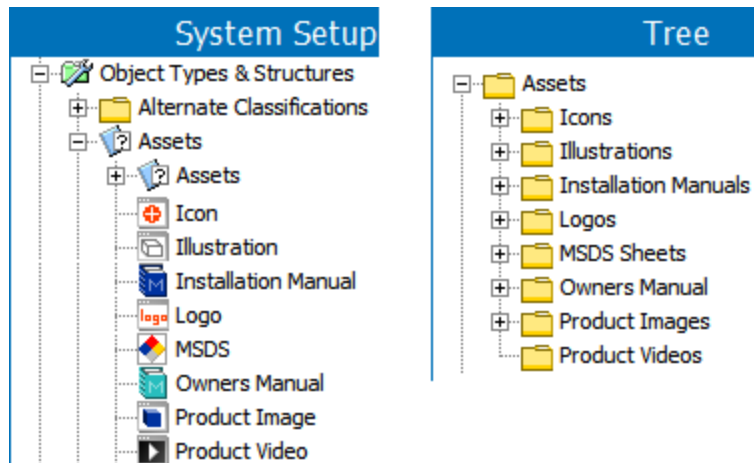 System Setup
Object Types & Structures
Alternate Classifications
Assets
Assets
Icon
Illustration
Installation Manual
logo Logo
MSDS
M Owners Manual
Product Image
Product Video
Tree
Assets
Icons
Illustrations
Installation Manuals
Logos
MSDS Sheets
Owners Manual
Product Images
Product Videos